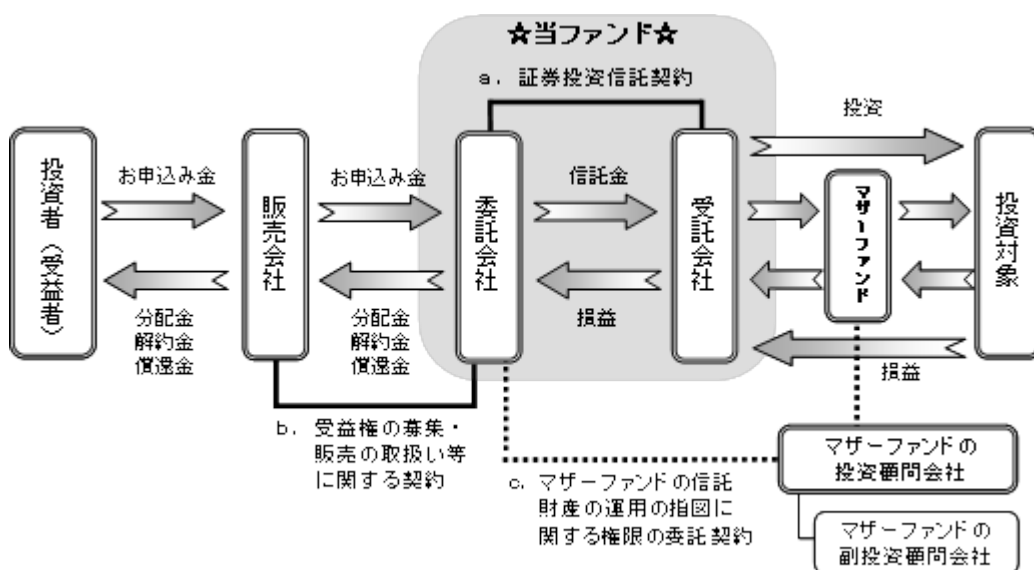 ★当ファンド★
a. 証券投資信託契約
投資者(受益者)
お申込み金
販売会社
お申込み金
委託会社
信託金
受託会社
投資
マザーファンド
投資対象
分配金
解約金
償還金
分配金
解約金
償還金
損益
損益
b. 受益権の募集・
販売の取扱い等
に関する契約
c. マザーファンドの信託
財産の運用の指図に
関する権限の委託契約
マザーファンドの
投資顧問会社
マザーファンドの
副投資顧問会社